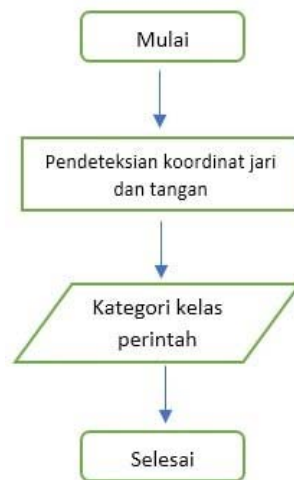 Mulai
Pendeteksian koordinat jari
dan tangan
Kategori kelas
perintah
Selesai